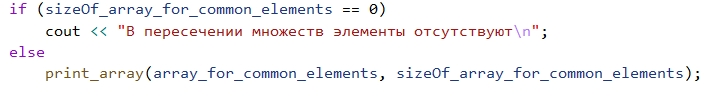 if (sizeOf_array_for_common_elements == 0)
cout << "В пересечении множеств элементы отсутствуют\n";
else
print_array(array_for_common_elements, sizeOf_array_for_common_elements);